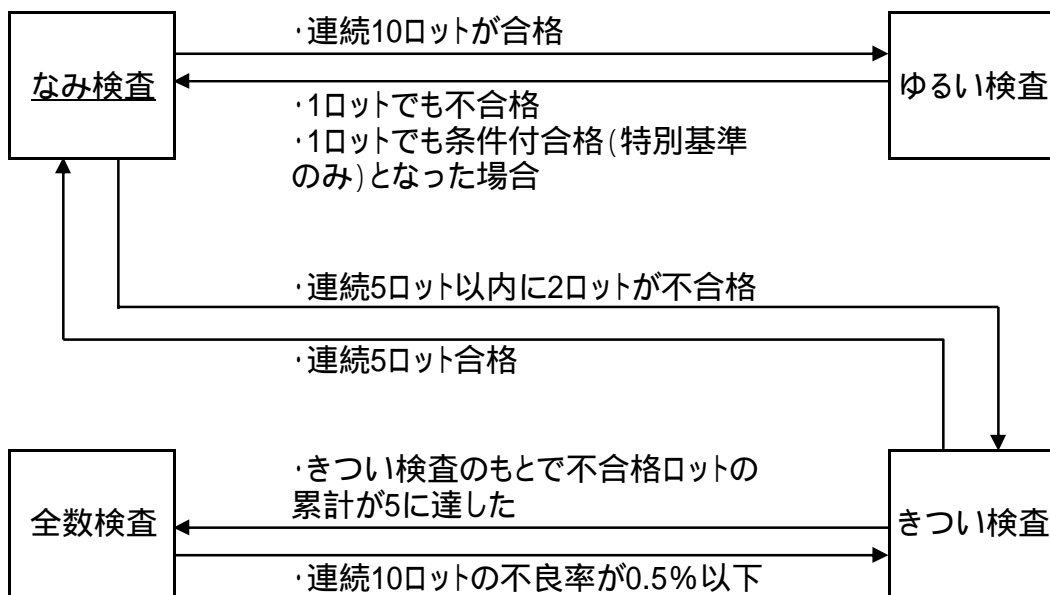 ・連続10ロットが合格
なみ検査
ゆるい検査
・1ロットでも不合格
・1ロットでも条件付合格(特別基準
のみ)となった場合
・連続5ロット以内に2ロットが不合格
・連続5ロット合格
・きつい検査のもとで不合格ロットの
累計が5に達した
全数検査
きつい検査
・連続10ロットの不良率が0.5%以下